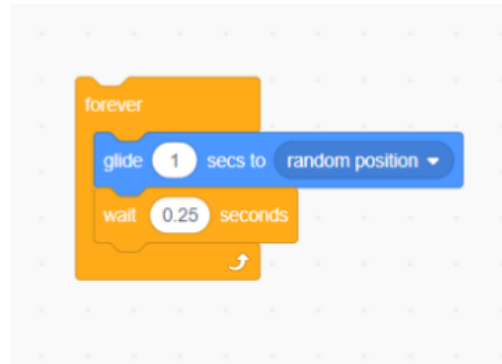 forever
glide 1 secs to random position
wait 0.25 seconds